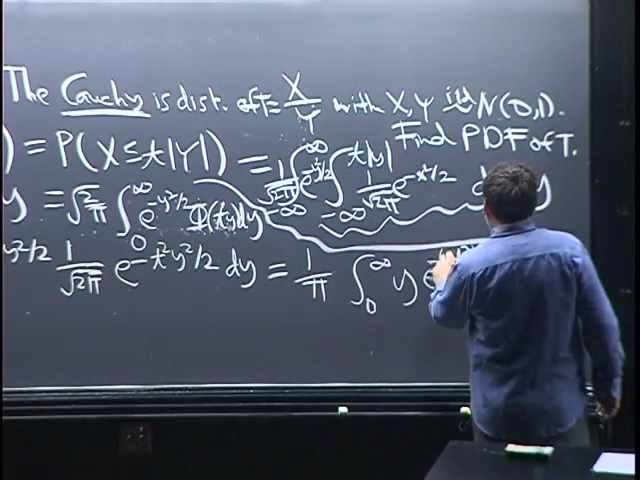 The Cauchy is dist. of T = X/Y with X, Y iid N(0,1).
Find PDF of T.
) = P(X ≤ t|Y|) = 1/√2π ∫_{-∞}^{∞} e^{-y²/2} ∫_{-∞}^{t|y|} 1/√2π e^{-x²/2} d y
y = √2/π ∫_0^∞ e^{-y²/2} Φ(ty) dy
y²/2 1/√2π e^{-t²y²/2} dy = 1/π ∫_0^∞ y e